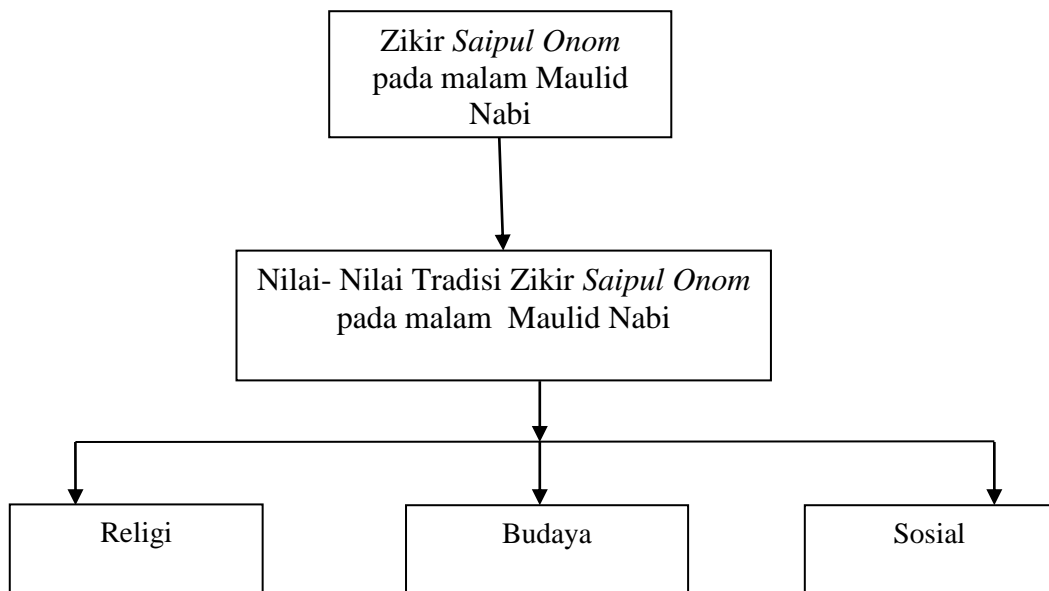 Zikir Saipul Onom
pada malam Maulid
Nabi
Nilai- Nilai Tradisi Zikir Saipul Onom
pada malam Maulid Nabi
Religi
Budaya
Sosial